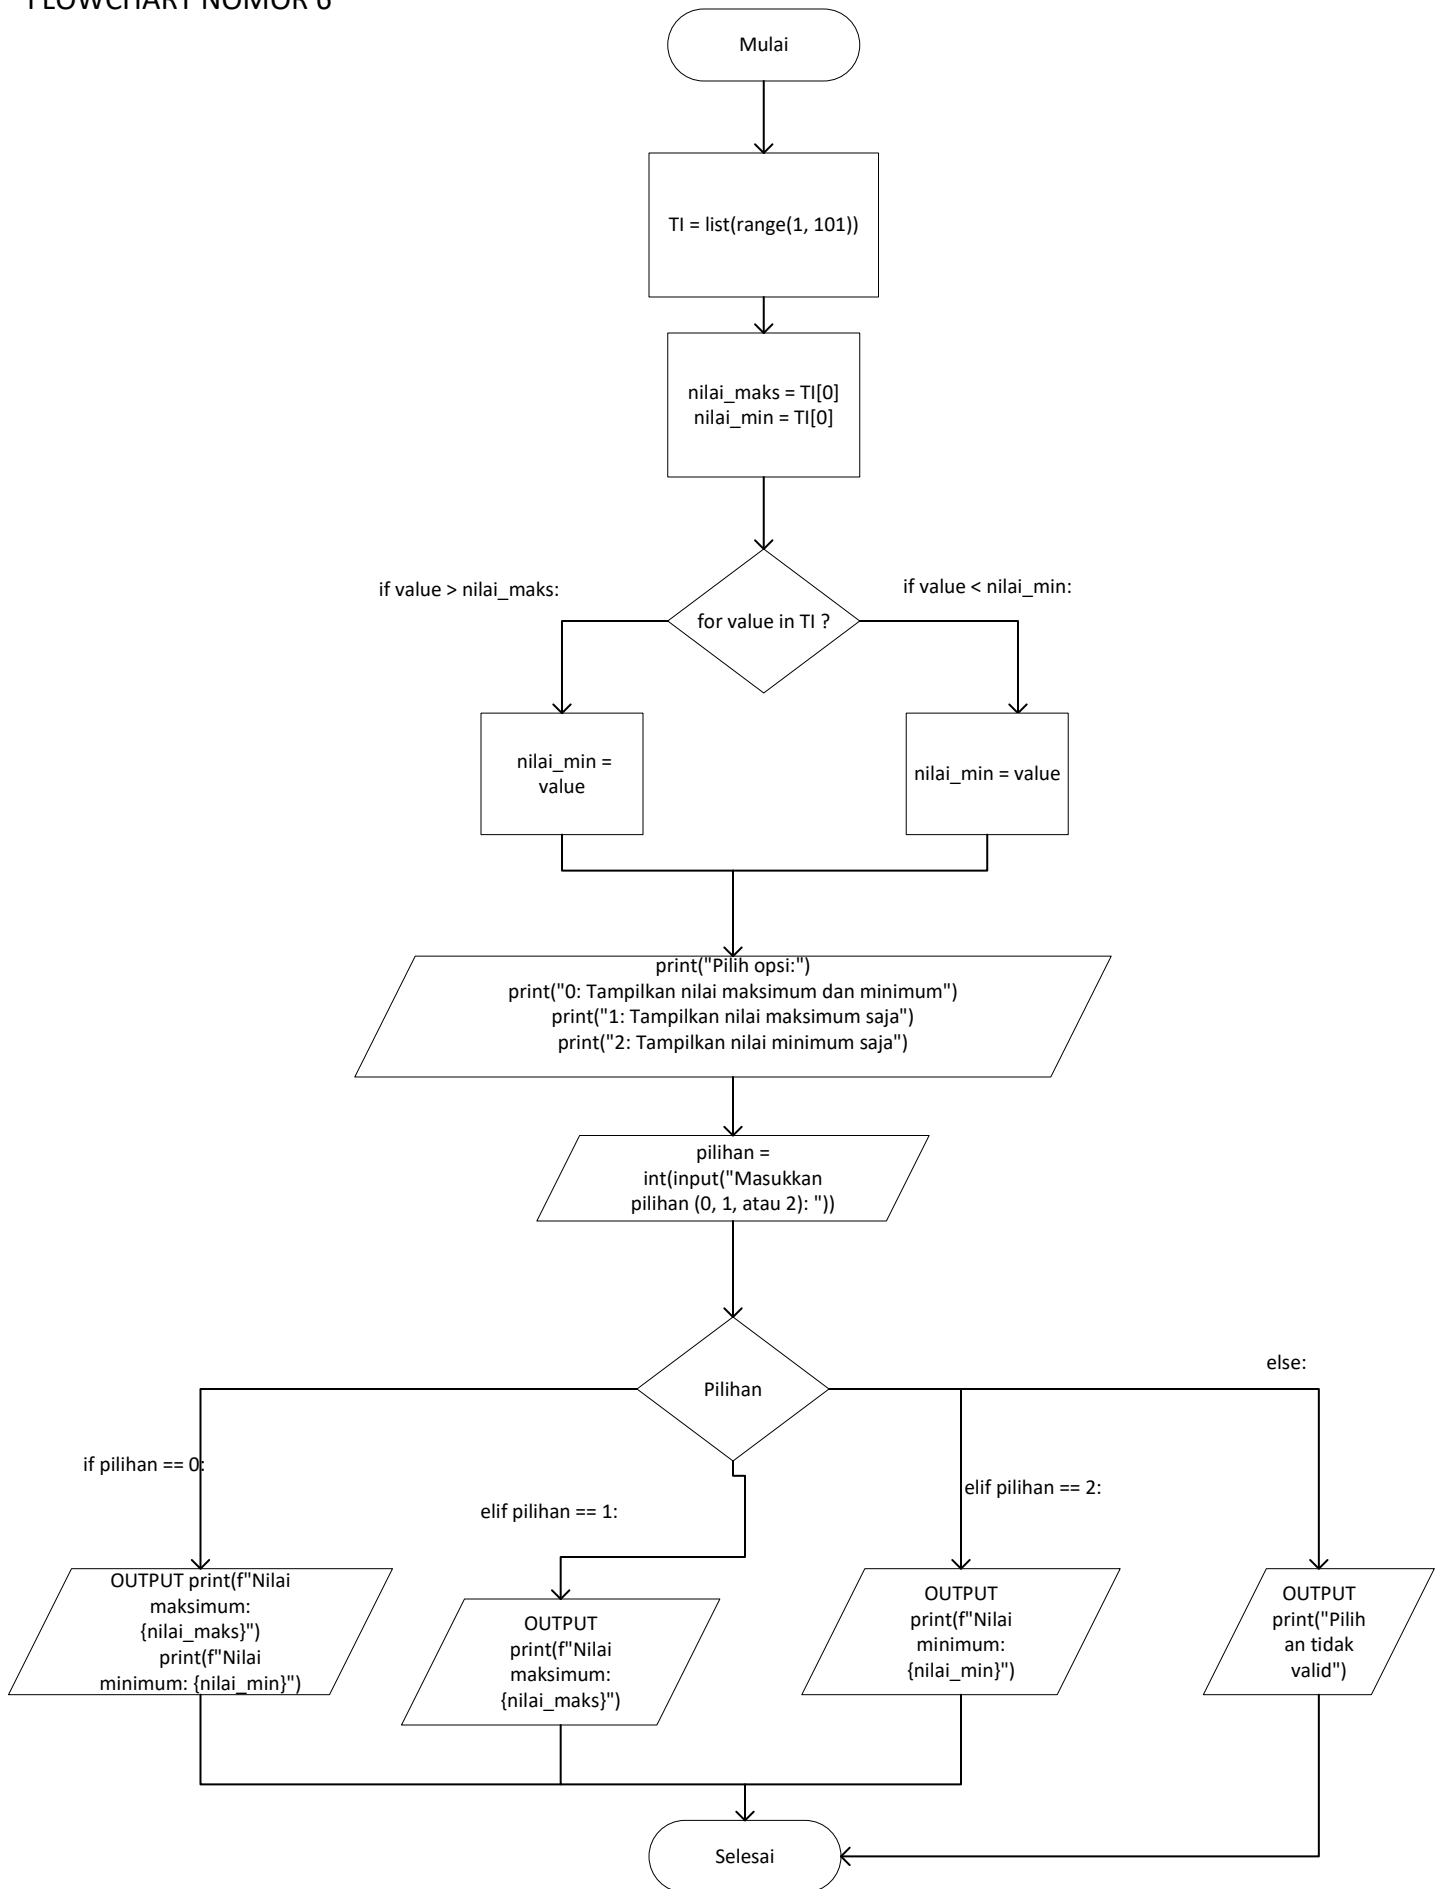 FLOWCHART NOMOR 6
Mulai
TI = list(range(1, 101))
nilai_maks = TI[0]
nilai_min = TI[0]
if value > nilai_maks:
if value < nilai_min:
for value in TI ?
nilai_min =
value
nilai_min = value
print("Pilih opsi:")
print("0: Tampilkan nilai maksimum dan minimum")
print("1: Tampilkan nilai maksimum saja")
print("2: Tampilkan nilai minimum saja")
pilihan =
int(input("Masukkan
pilihan (0, 1, atau 2): "))
Pilihan
else:
if pilihan == 0:
elif pilihan == 1:
elif pilihan == 2:
OUTPUT print(f"Nilai
maksimum:
{nilai_maks}")
print(f"Nilai
minimum: {nilai_min}")
OUTPUT
print(f"Nilai
maksimum:
{nilai_maks}")
OUTPUT
print(f"Nilai
minimum:
{nilai_min}")
OUTPUT
print("Pilih
an tidak
valid")
Selesai